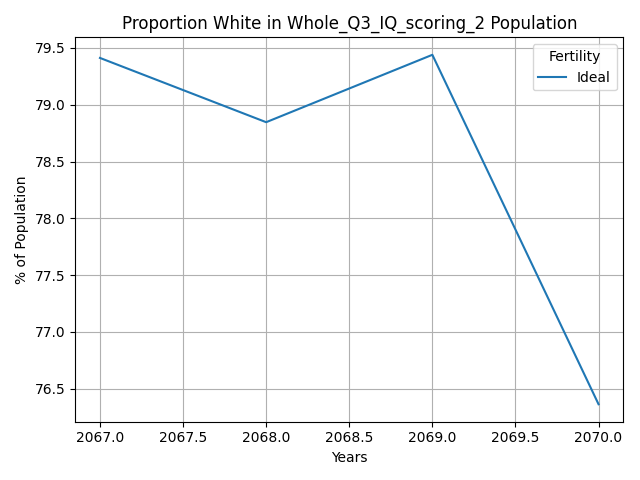 Proportion White in Whole_Q3_IQ_scoring_2 Population
Fertility
Ideal
79.5
79.0
78.5
78.0
77.5
77.0
76.5
% of Population
2067.0 2067.5 2068.0 2068.5 2069.0 2069.5 2070.0
Years